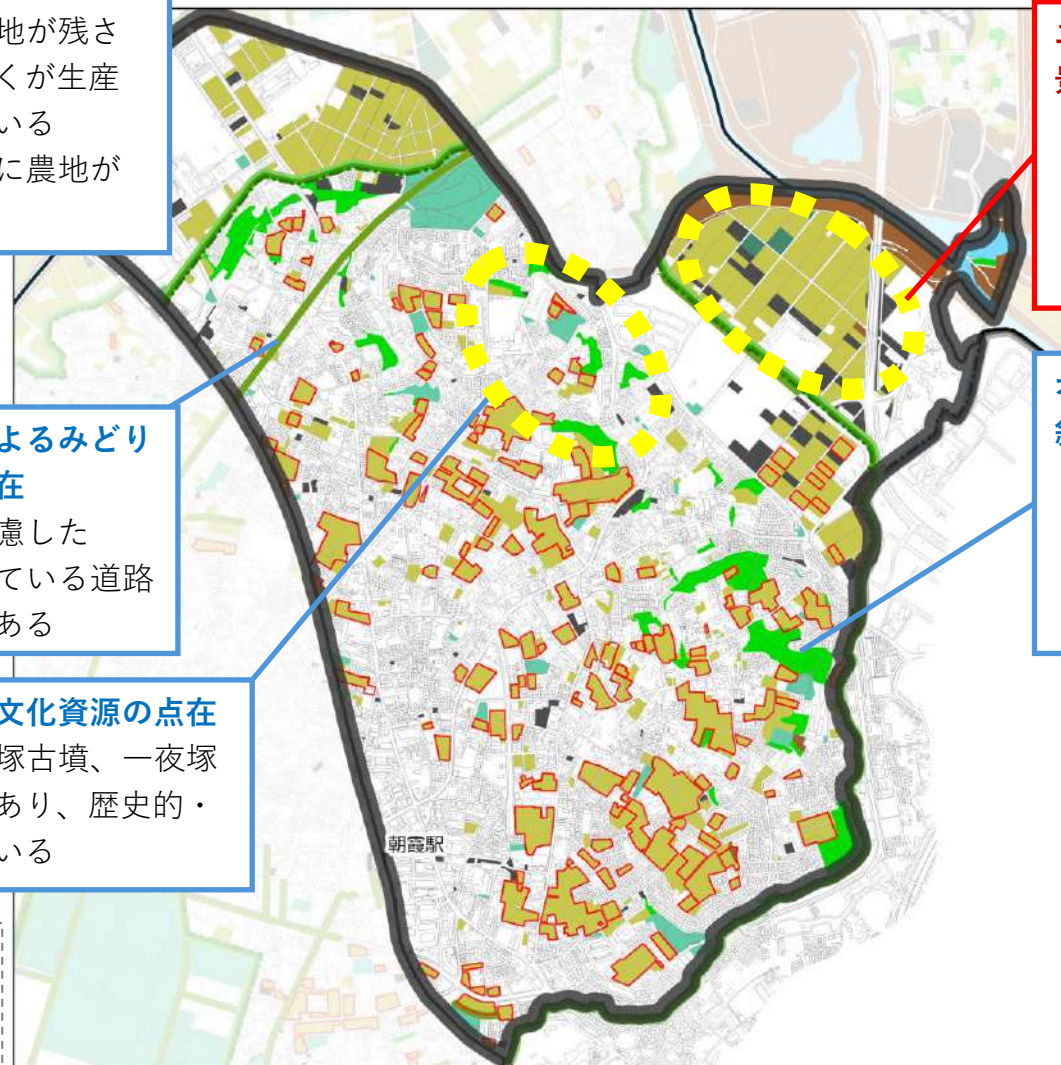 地が残さ
くが生産
いる
に農地が
よるみどり
在
慮した
ている道路
ある
文化資源の点在
塚古墳、一夜塚
あり、歴史的・
いる
朝霞駅